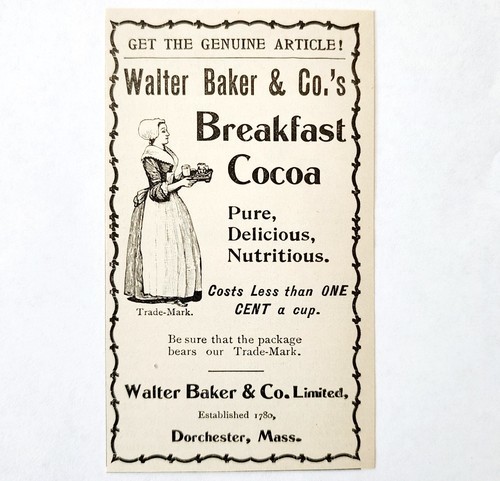 GET THE GENUINE ARTICLE!
Walter Baker & Co.'s
Breakfast
Cocoa
Pure,
Delicious,
Nutritious.
Costs Less than ONE
CENT a cup.
Trade-Mark.
Be sure that the package
bears our Trade-Mark.
Walter Baker & Co. Limited,
Established 1780,
Dorchester, Mass.